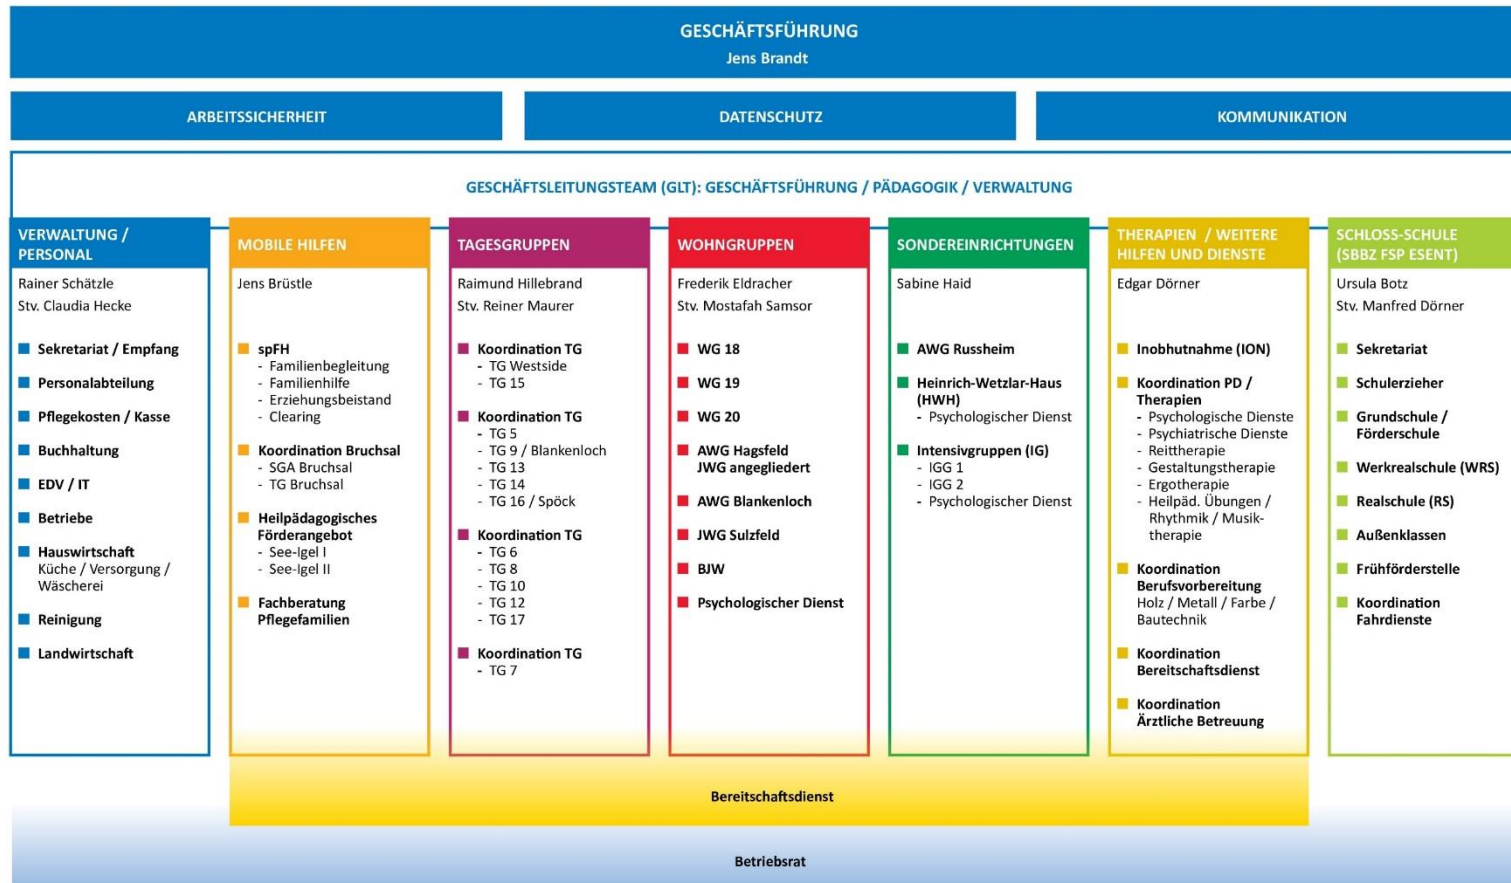 GESCHÄFTSFÜHRUNG
Jens Brandt
ARBEITSSICHERHEIT
DATENSCHUTZ
KOMMUNIKATION
GESCHÄFTSLEITUNGSTEAM (GLT): GESCHÄFTSFÜHRUNG / PÄDAGOGIK / VERWALTUNG
VERWALTUNG /
PERSONAL
Rainer Schätzle
Stv. Claudia Hecke
Sekretariat / Empfang
Personalabteilung
Pflegekosten / Kasse
Buchhaltung
EDV / IT
Betriebe
Hauswirtschaft
Küche / Versorgung /
Wäscherei
Reinigung
Landwirtschaft
MOBILE HILFEN
Jens Brüstle
spFH
- Familienbegleitung
- Familienhilfe
- Erziehungsbeistand
- Clearing
Koordination Bruchsal
- SGA Bruchsal
- TG Bruchsal
Heilpädagogisches
Förderangebot
- See-Igel I
- See-Igel II
Fachberatung
Pflegefamilien
TAGESGRUPPEN
Raimund Hillebrand
Stv. Reiner Maurer
Koordination TG
- TG Westside
- TG 15
Koordination TG
- TG 5
- TG 9 / Blankenloch
- TG 13
- TG 14
- TG 16 / Spöck
Koordination TG
- TG 6
- TG 8
- TG 10
- TG 12
- TG 17
Koordination TG
- TG 7
WOHNGRUPPEN
Frederik Eldracher
Stv. Mostafah Samsor
WG 18
WG 19
WG 20
AWG Hagsfeld
JWG angegliedert
AWG Blankenloch
JWG Sulzfeld
BJW
Psychologischer Dienst
SONDEREINRICHTUNGEN
Sabine Haid
AWG Russheim
Heinrich-Wetzlar-Haus
(HWH)
- Psychologischer Dienst
Intensivgruppen (IG)
- IGG 1
- IGG 2
- Psychologischer Dienst
THERAPIEN / WEITERE
HILFEN UND DIENSTE
Edgar Dörner
Inobhutnahme (ION)
Koordination PD /
Therapien
- Psychologische Dienste
- Psychiatrische Dienste
- Reittherapie
- Gestaltungstherapie
- Ergotherapie
- Heilpäd. Übungen /
Rhythmik / Musik-
therapie
Koordination
Berufsvorbereitung
Holz / Metall / Farbe /
Bautechnik
Koordination
Bereitschaftsdienst
Koordination
Ärztliche Betreuung
SCHLOSS-SCHULE
(SBBZ FSP ESENT)
Ursula Botz
Stv. Manfred Dörner
Sekretariat
Schulerzieher
Grundschule /
Förderschule
Werkrealschule (WRS)
Realschule (RS)
Außenklassen
Frühförderstelle
Koordination
Fahrdienste
Bereitschaftsdienst
Betriebsrat